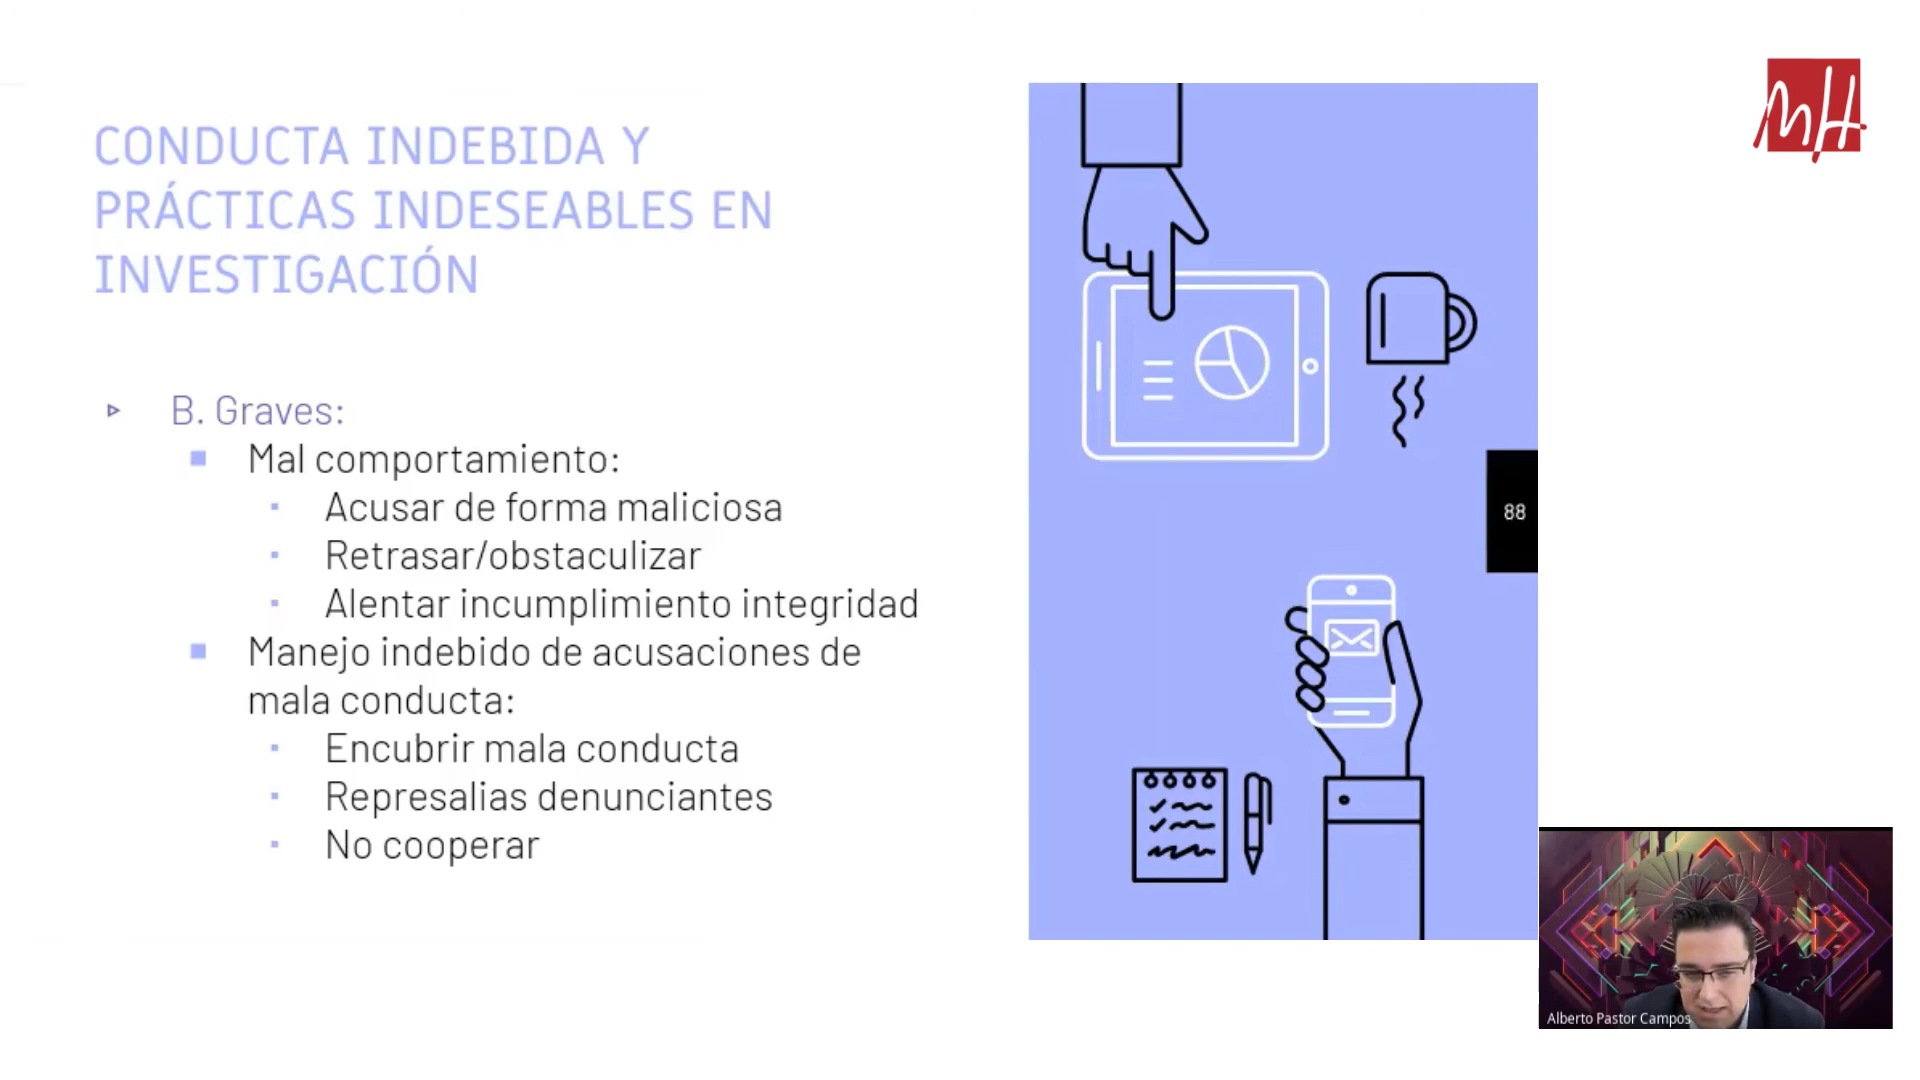 CONDUCTA INDEBIDA Y
PRÁCTICAS INDESEABLES EN
INVESTIGACIÓN
B. Graves:
Mal comportamiento:
Acusar de forma maliciosa
Retrasar/obstaculizar
Alentar incumplimiento integridad
Manejo indebido de acusaciones de
mala conducta:
Encubrir mala conducta
Represalias denunciantes
No cooperar
88
MH
Alberto Pastor Campos